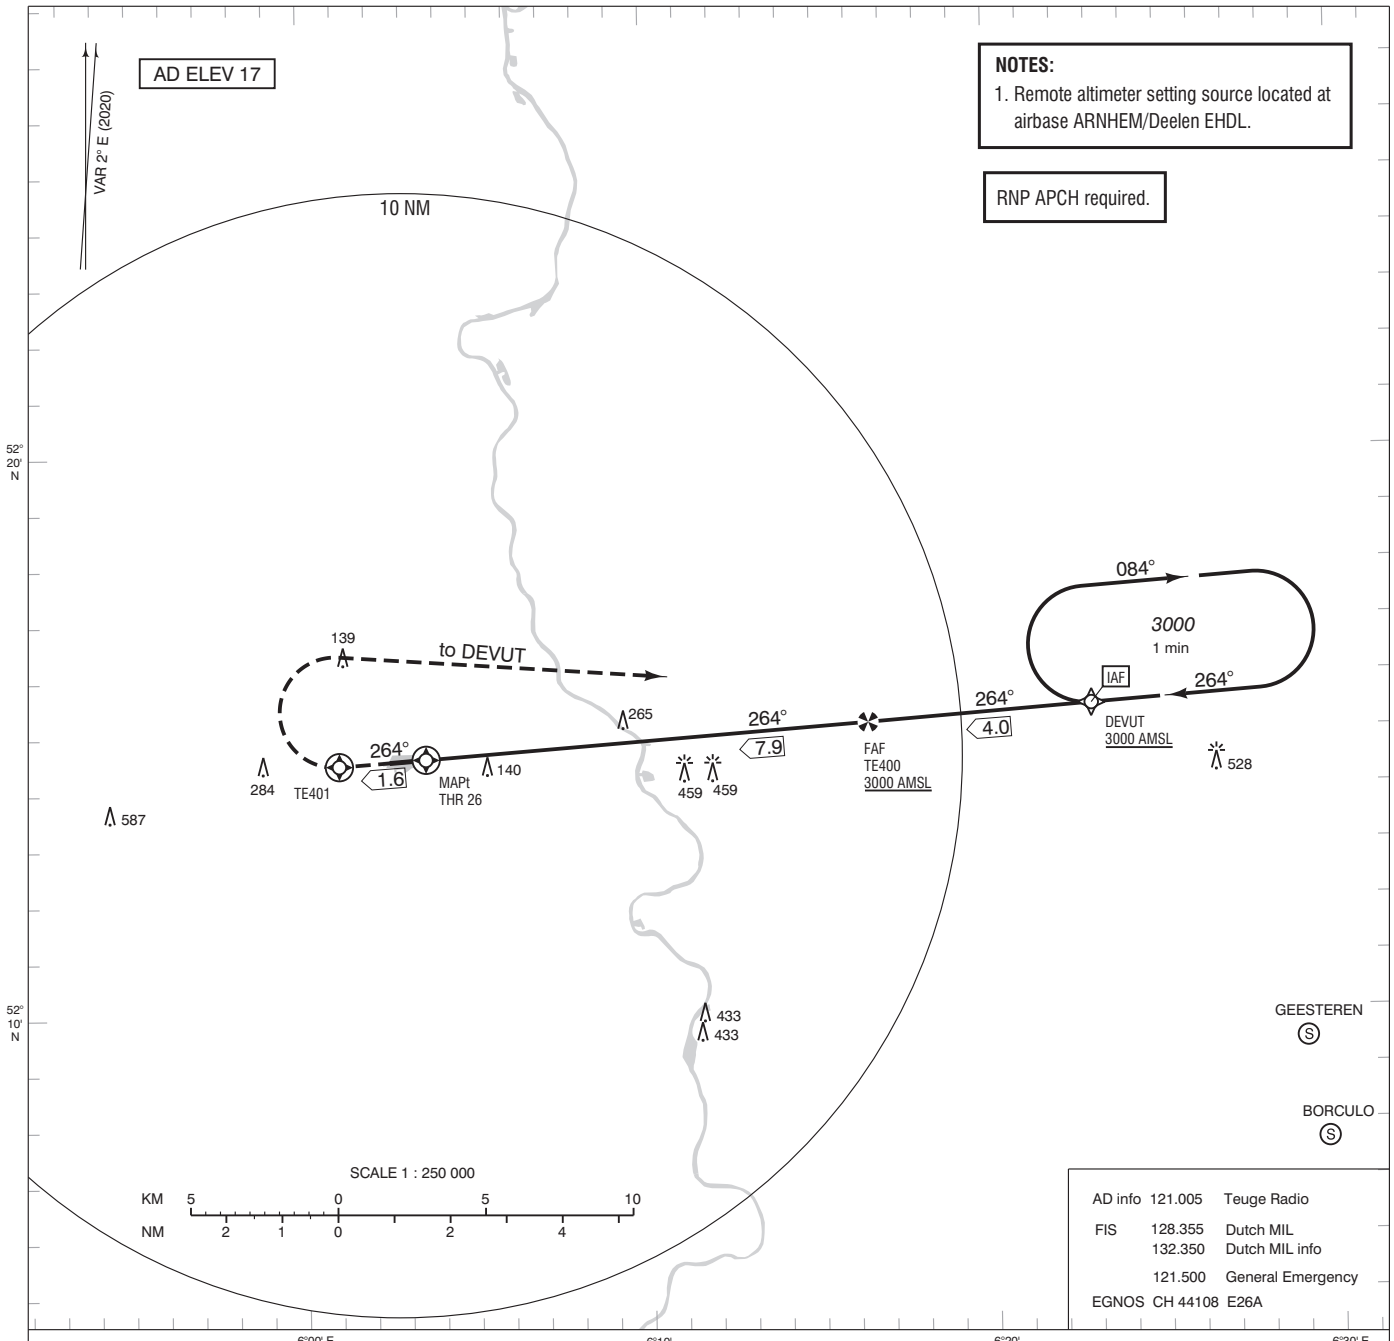 AD ELEV 17
VAR 2° E (2020)
NOTES:
1. Remote altimeter setting source located at
airbase ARNHEM/Deelen EHDL.
RNP APCH required.
10 NM
52°
20'
N
084°
3000
1 min
139
to DEVUT
IAF
264°
265
264°
264°
4.0
DEVUT
3000 AMSL
264°
7.9
FAF
TE400
3000 AMSL
528
284
TE401
1.6
MAPt
THR 26
140
459
459
587
52°
10'
N
433
433
GEESTEREN
S
BORCULO
S
SCALE 1 : 250 000
KM 5 0 5 10
NM 2 1 0 2 4
AD info 121.005 Teuge Radio
FIS 128.355 Dutch MIL
132.350 Dutch MIL info
121.500 General Emergency
EGNOS CH 44108 E26A